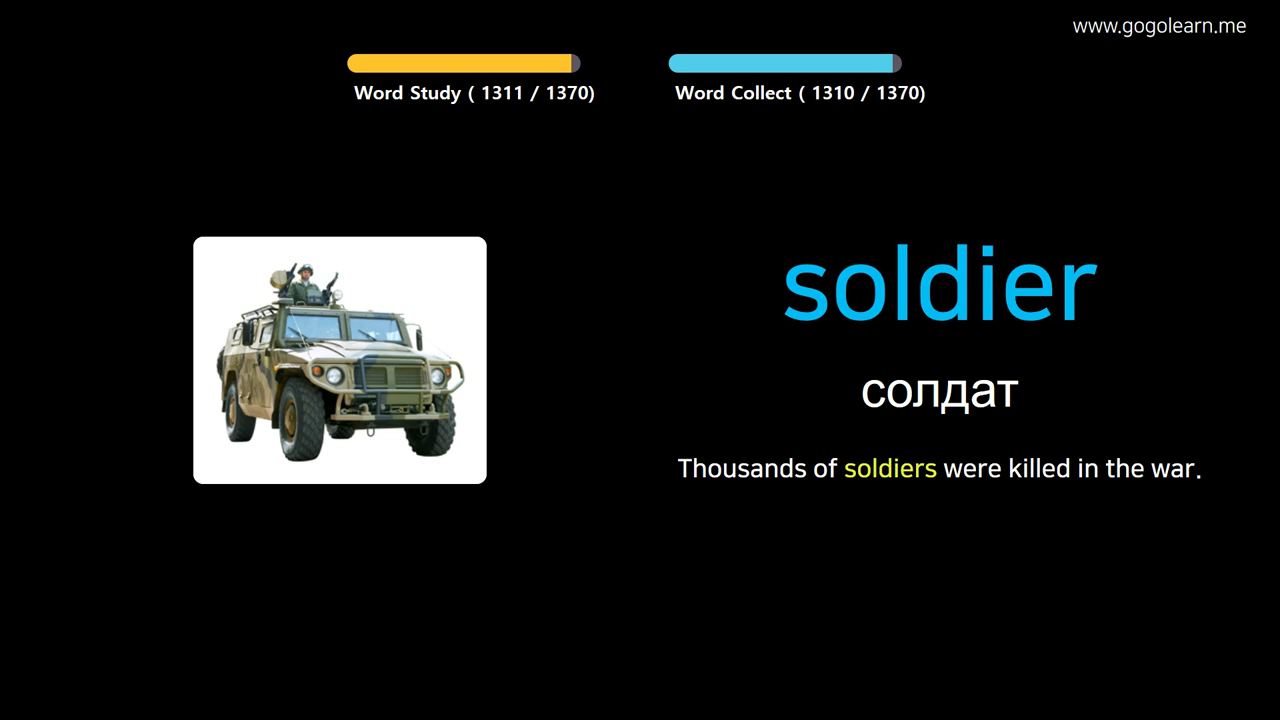 www.gogolearn.me
Word Study ( 1311 / 1370)
Word Collect ( 1310 / 1370)
soldier
солдат
Thousands of soldiers were killed in the war.